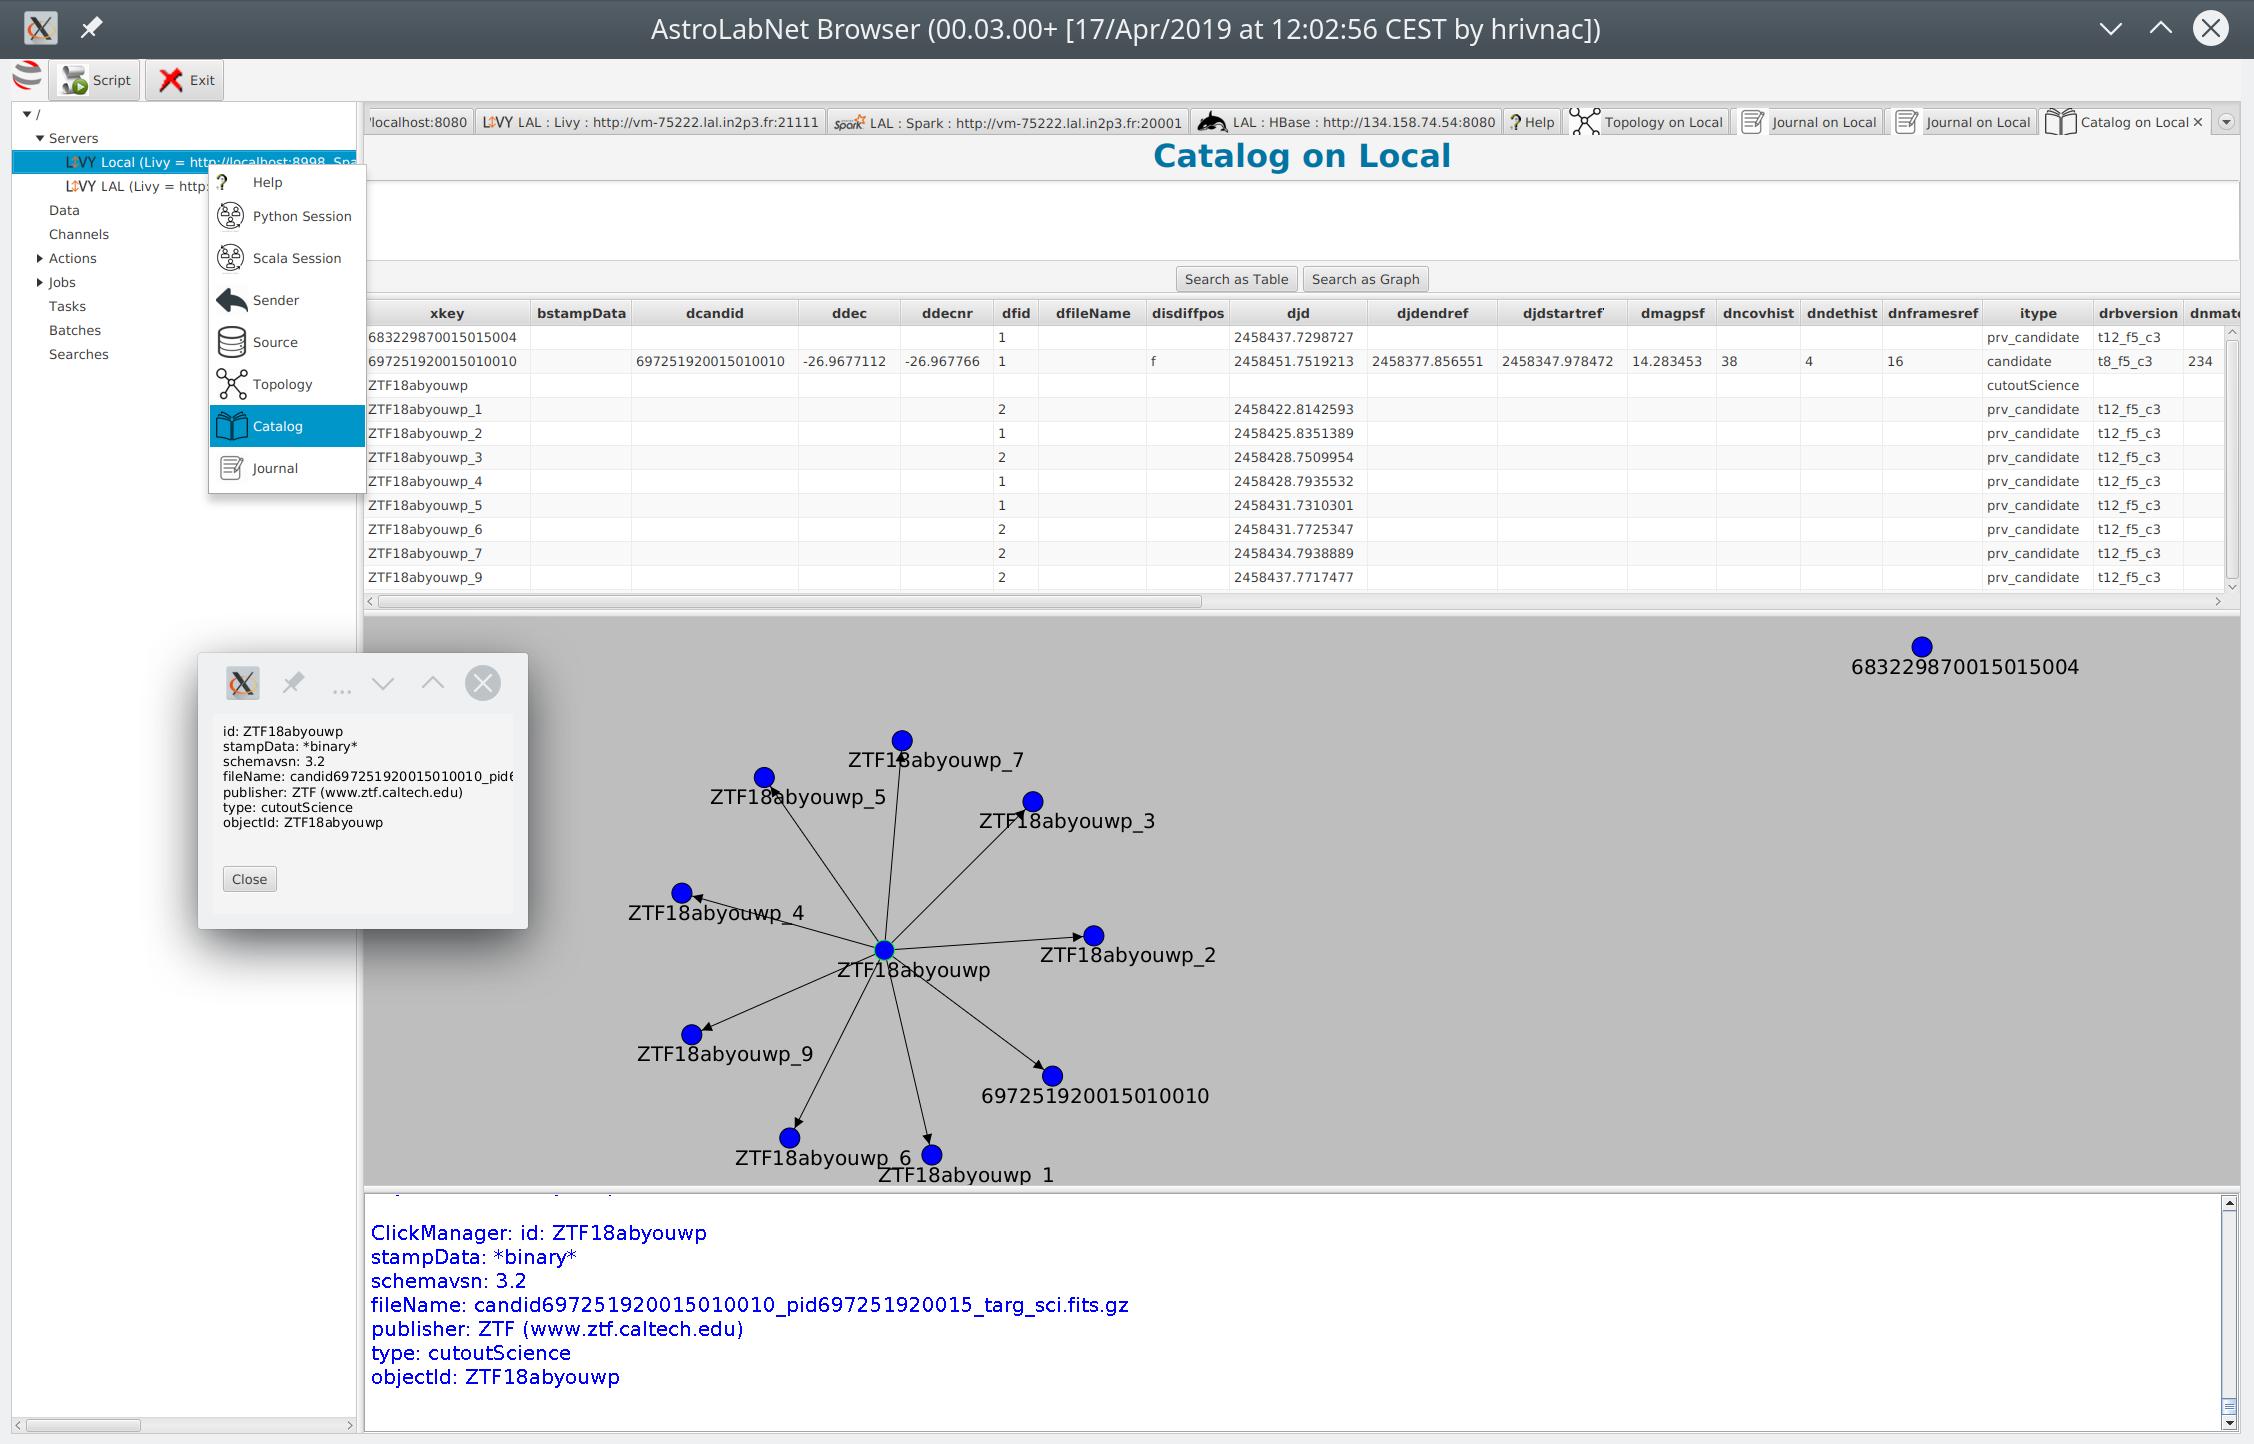 AstroLabNet Browser (00.03.00+ [17/Apr/2019 at 12:02:56 CEST by hrivnac])
Script Exit
/
Servers
LIVY Local (Livy = http://localhost:8998, Spa
LIVY LAL (Livy = http:
Data
Channels
Actions
Jobs
Tasks
Batches
Searches
? Help
Python Session
Scala Session
Sender
Source
Topology
Catalog
Journal
'localhost:8080 LIVY LAL : Livy : http://vm-75222.lal.in2p3.fr:21111 Spark LAL : Spark : http://vm-75222.lal.in2p3.fr:20001 LAL : HBase : http://134.158.74.54:8080 ? Help Topology on Local Journal on Local Journal on Local Catalog on Local
Catalog on Local
Search as Table Search as Graph
xkey bstampData dcandid ddec ddecnr dfid dfileName disdiffpos djd djdendref djdstartref dmagpsf dncovhist dndethist dnframesref itype drbversion dnmatc
683229870015015004 1 2458437.7298727 prv_candidate t12_f5_c3
697251920015010010 697251920015010010 -26.9677112 -26.967766 1 f 2458451.7519213 2458377.856551 2458347.978472 14.283453 38 4 16 candidate t8_f5_c3 234
ZTF18abyouwp cutoutScience
ZTF18abyouwp_1 2 2458422.8142593 prv_candidate t12_f5_c3
ZTF18abyouwp_2 1 2458425.8351389 prv_candidate t12_f5_c3
ZTF18abyouwp_3 2 2458428.7509954 prv_candidate t12_f5_c3
ZTF18abyouwp_4 1 2458428.7935532 prv_candidate t12_f5_c3
ZTF18abyouwp_5 1 2458431.7310301 prv_candidate t12_f5_c3
ZTF18abyouwp_6 2 2458431.7725347 prv_candidate t12_f5_c3
ZTF18abyouwp_7 2 2458434.7938889 prv_candidate t12_f5_c3
ZTF18abyouwp_9 2 2458437.7717477 prv_candidate t12_f5_c3
683229870015015004
ZTF18abyouwp_7
ZTF18abyouwp_5
ZTF18abyouwp_3
ZTF18abyouwp_4
ZTF18abyouwp_2
ZTF18abyouwp
ZTF18abyouwp_9
697251920015010010
ZTF18abyouwp_6
ZTF18abyouwp_1
...
id: ZTF18abyouwp
stampData: *binary*
schemavsn: 3.2
fileName: candid697251920015010010_pid6
publisher: ZTF (www.ztf.caltech.edu)
type: cutoutScience
objectId: ZTF18abyouwp
Close
ClickManager: id: ZTF18abyouwp
stampData: *binary*
schemavsn: 3.2
fileName: candid697251920015010010_pid697251920015_targ_sci.fits.gz
publisher: ZTF (www.ztf.caltech.edu)
type: cutoutScience
objectId: ZTF18abyouwp